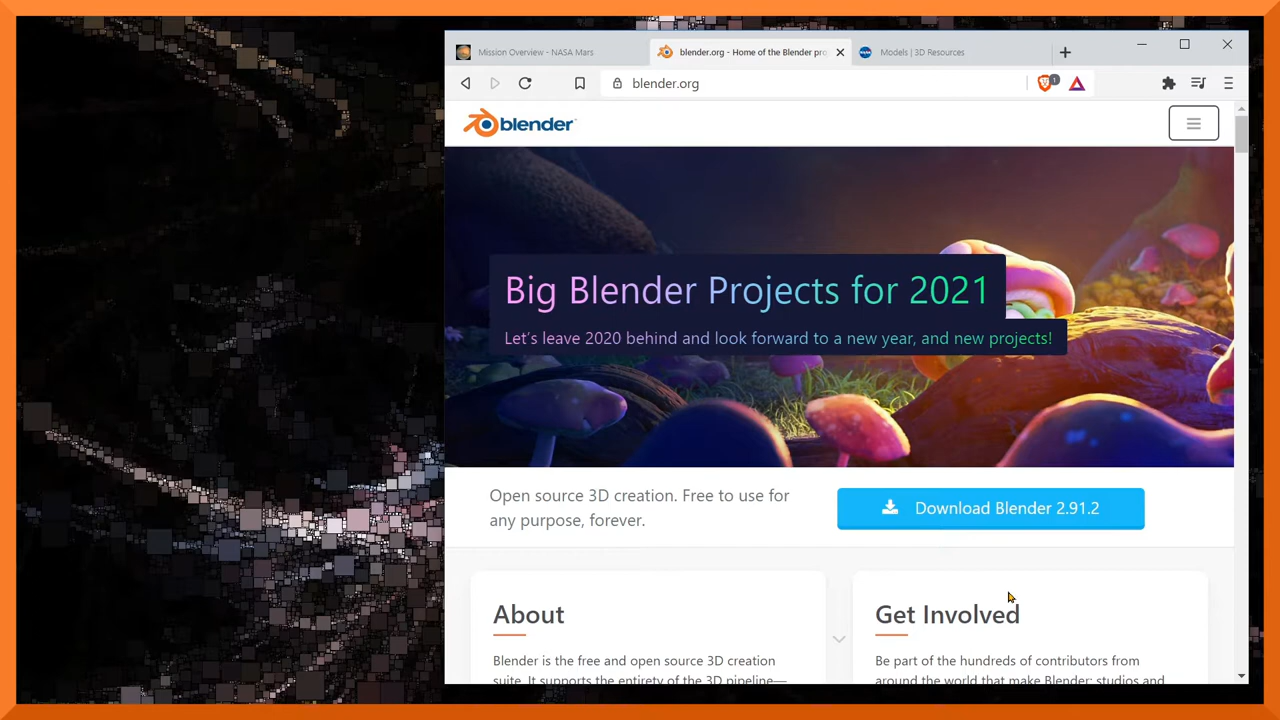 Mission Overview - NASA Mars
blender.org - Home of the Blender pro
Models | 3D Resources
blender.org
1
blender
Big Blender Projects for 2021
Let's leave 2020 behind and look forward to a new year, and new projects!
Open source 3D creation. Free to use for
any purpose, forever.
Download Blender 2.91.2
About
Blender is the free and open source 3D creation
suite. It supports the entirety of the 3D pipeline—
Get Involved
Be part of the hundreds of contributors from
around the world that make Blender: studios and